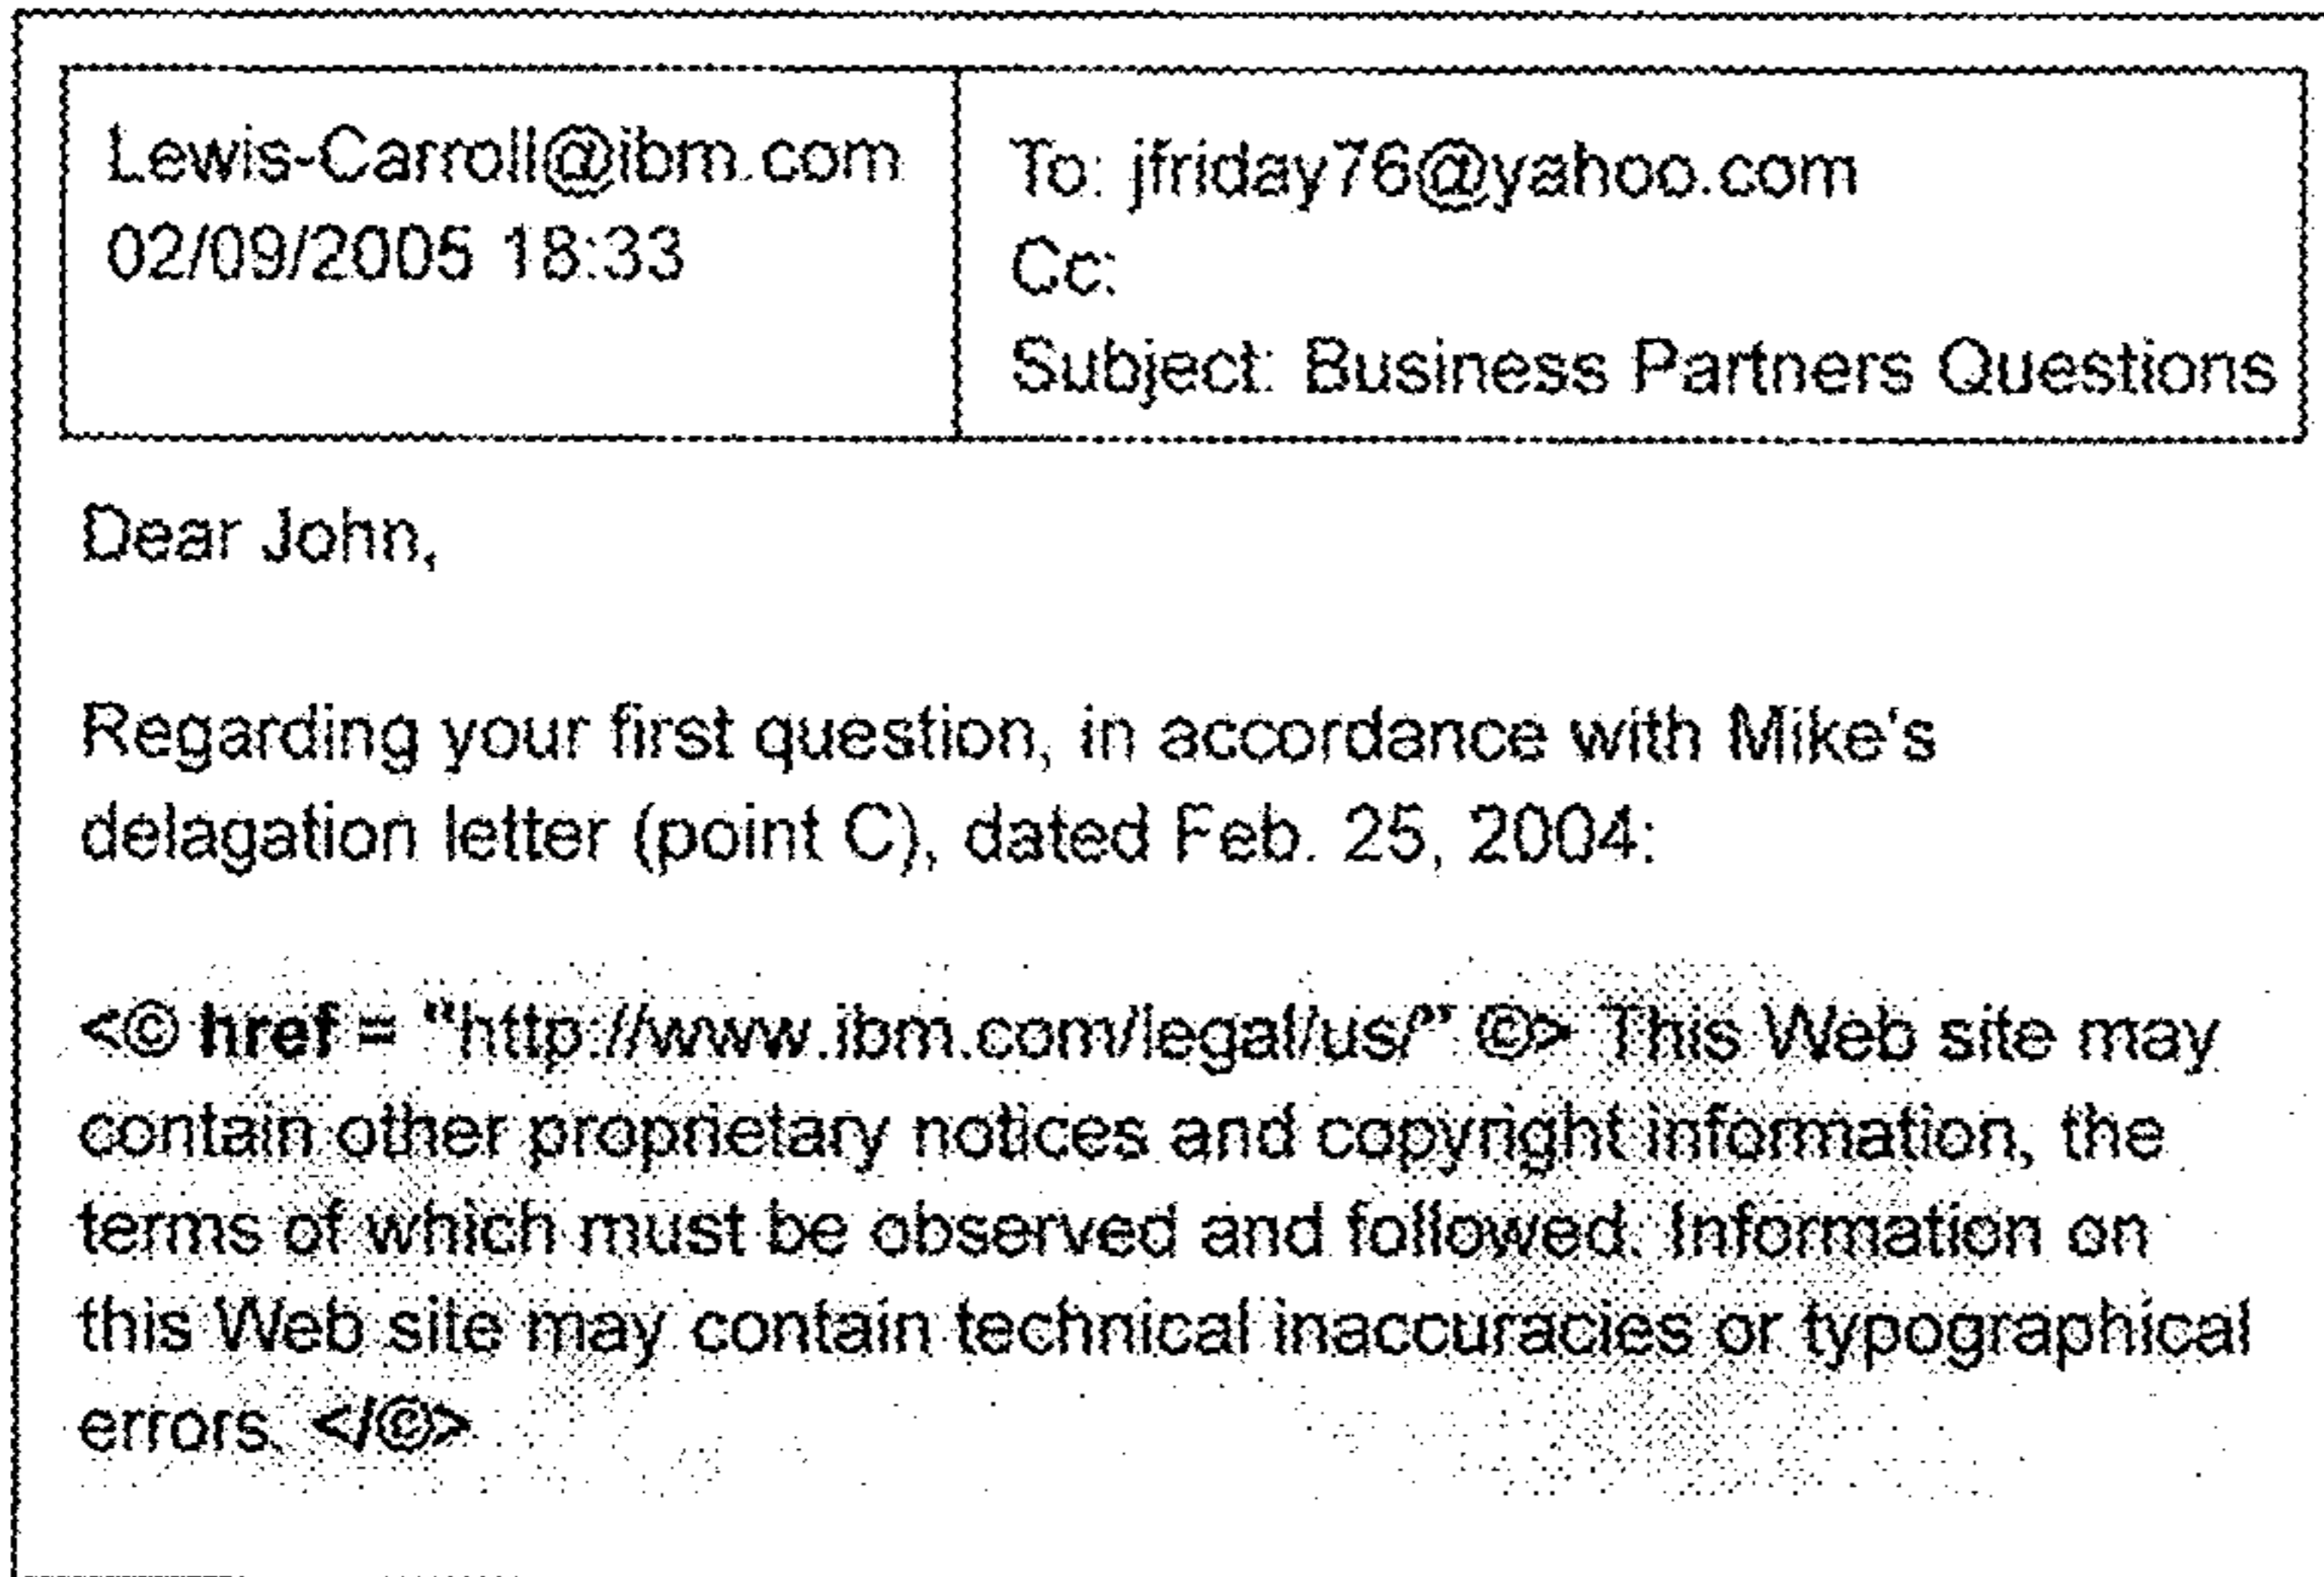 Lewis-Carroll@ibm.com
02/09/2005 18:33
To: jfriday76@yahoo.com
Cc:
Subject: Business Partners Questions
Dear John,
Regarding your first question, in accordance with Mike's
delagation letter (point C), dated Feb. 25, 2004:
<© href = "http://www.ibm.com/legal/us/" ©> This Web site may
contain other proprietary notices and copyright information, the
terms of which must be observed and followed. Information on
this Web site may contain technical inaccuracies or typographical
errors. </©>